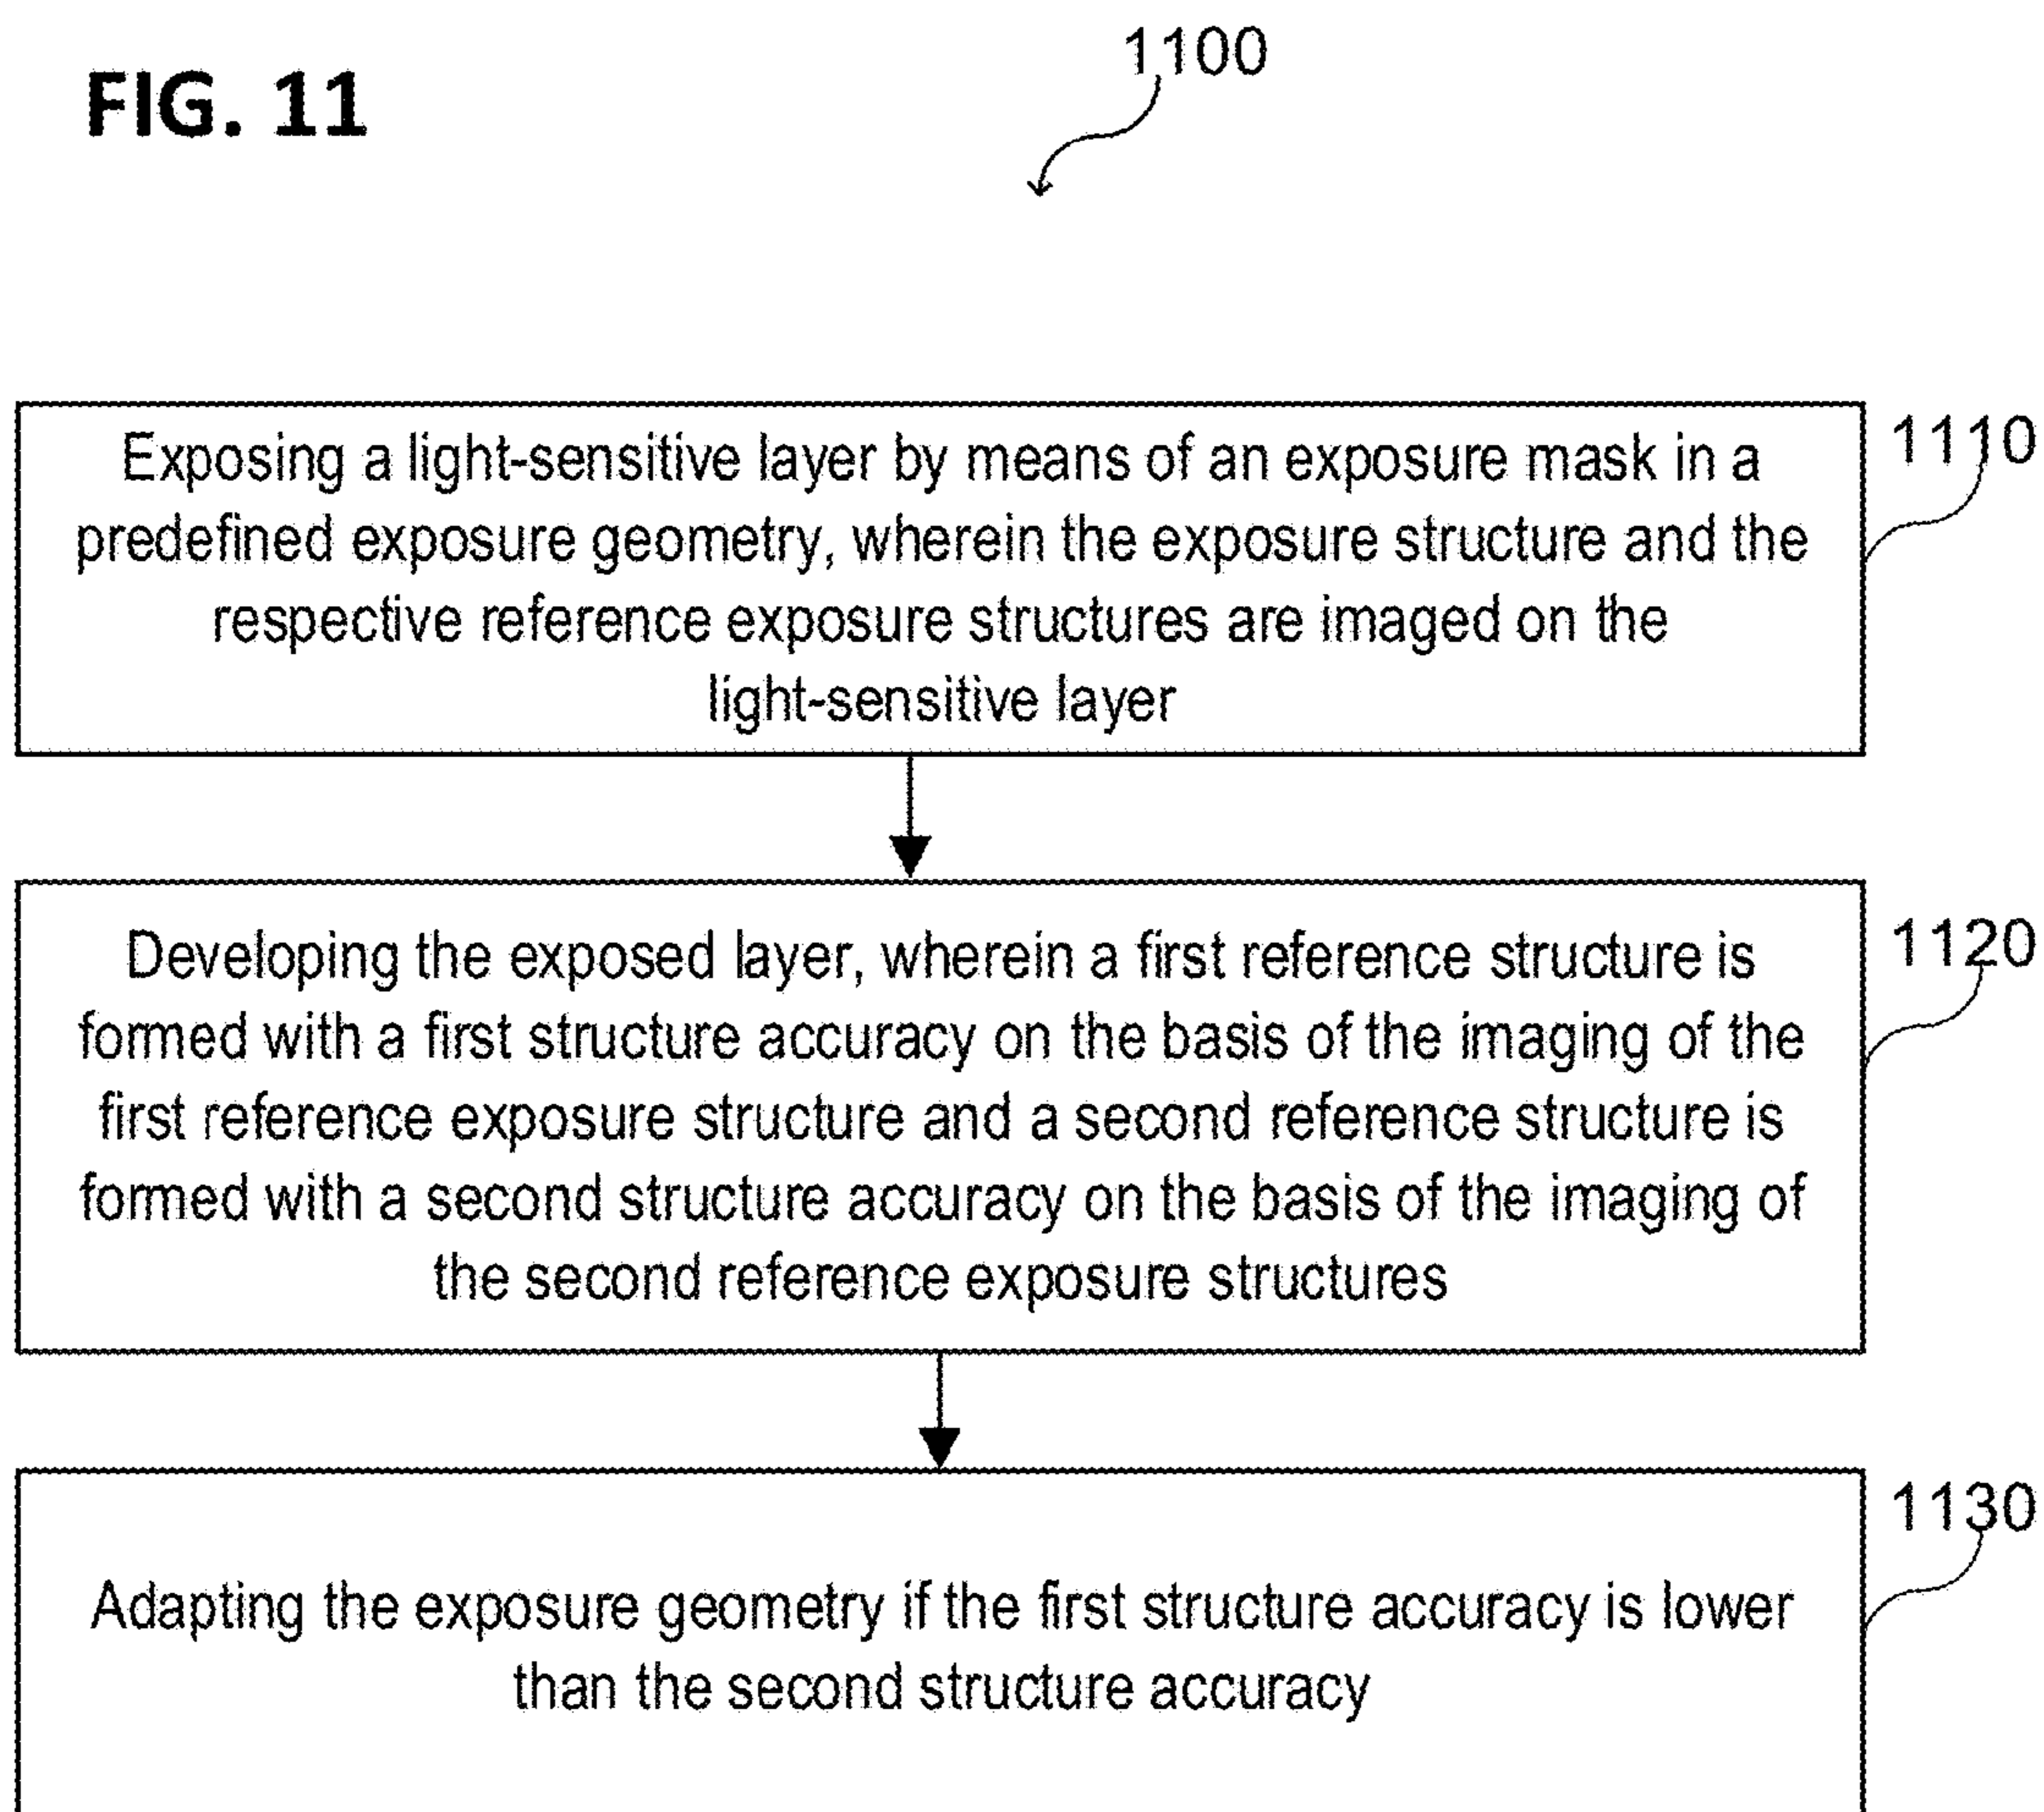 FIG. 11
1100
Exposing a light-sensitive layer by means of an exposure mask in a
predefined exposure geometry, wherein the exposure structure and the
respective reference exposure structures are imaged on the
light-sensitive layer
1110
Developing the exposed layer, wherein a first reference structure is
formed with a first structure accuracy on the basis of the imaging of the
first reference exposure structure and a second reference structure is
formed with a second structure accuracy on the basis of the imaging of
the second reference exposure structures
1120
Adapting the exposure geometry if the first structure accuracy is lower
than the second structure accuracy
1130